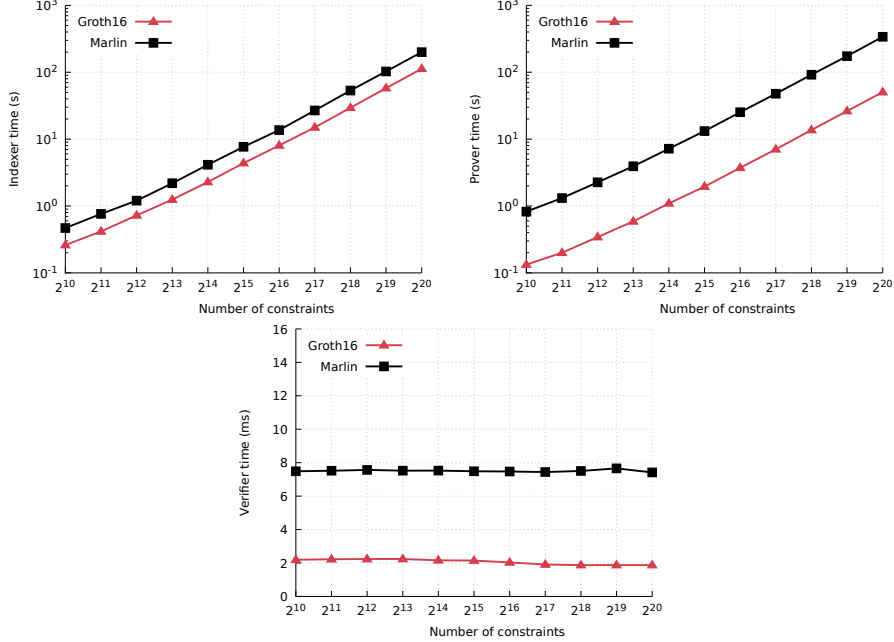 Groth16
Marlin
Indexer time (s)
10³
10²
10¹
10⁰
10⁻¹
2¹⁰ 2¹¹ 2¹² 2¹³ 2¹⁴ 2¹⁵ 2¹⁶ 2¹⁷ 2¹⁸ 2¹⁹ 2²⁰
Number of constraints
Groth16
Marlin
Prover time (s)
10³
10²
10¹
10⁰
10⁻¹
2¹⁰ 2¹¹ 2¹² 2¹³ 2¹⁴ 2¹⁵ 2¹⁶ 2¹⁷ 2¹⁸ 2¹⁹ 2²⁰
Number of constraints
Groth16
Marlin
Verifier time (ms)
16
14
12
10
8
6
4
2
0
2¹⁰ 2¹¹ 2¹² 2¹³ 2¹⁴ 2¹⁵ 2¹⁶ 2¹⁷ 2¹⁸ 2¹⁹ 2²⁰
Number of constraints